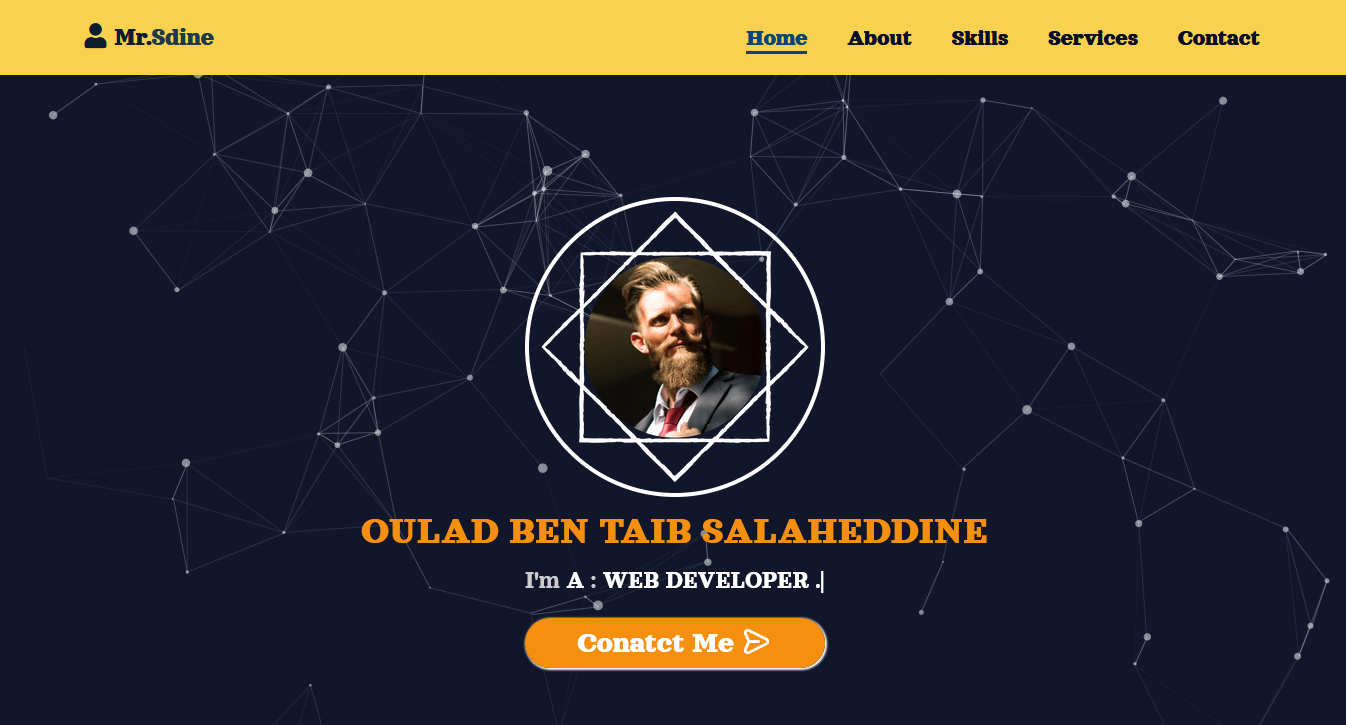 Mr.Sdine
Home About Skills Services Contact
OULAD BEN TAIB SALAHEDDINE
I'm A : WEB DEVELOPER .|
Conatct Me